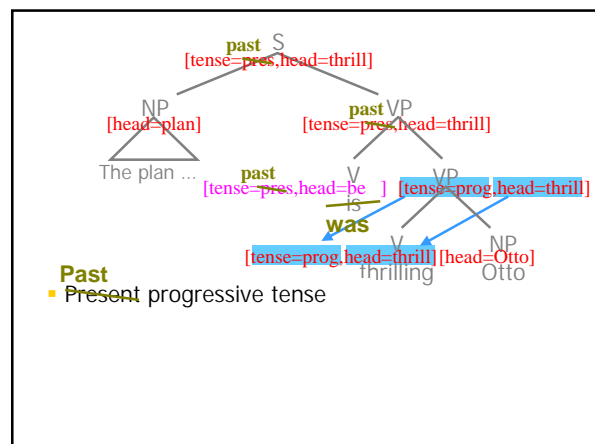 S
past
[tense=pres,head=thrill]
NP
VP
[head=plan]
past
[tense=pres,head=thrill]
The plan ...
past
V
VP
[tense=pres,head=be ]
[tense=prog,head=thrill]
is
was
V
NP
[tense=prog,head=thrill]
[head=Otto]
thrilling
Otto
Past
Present progressive tense